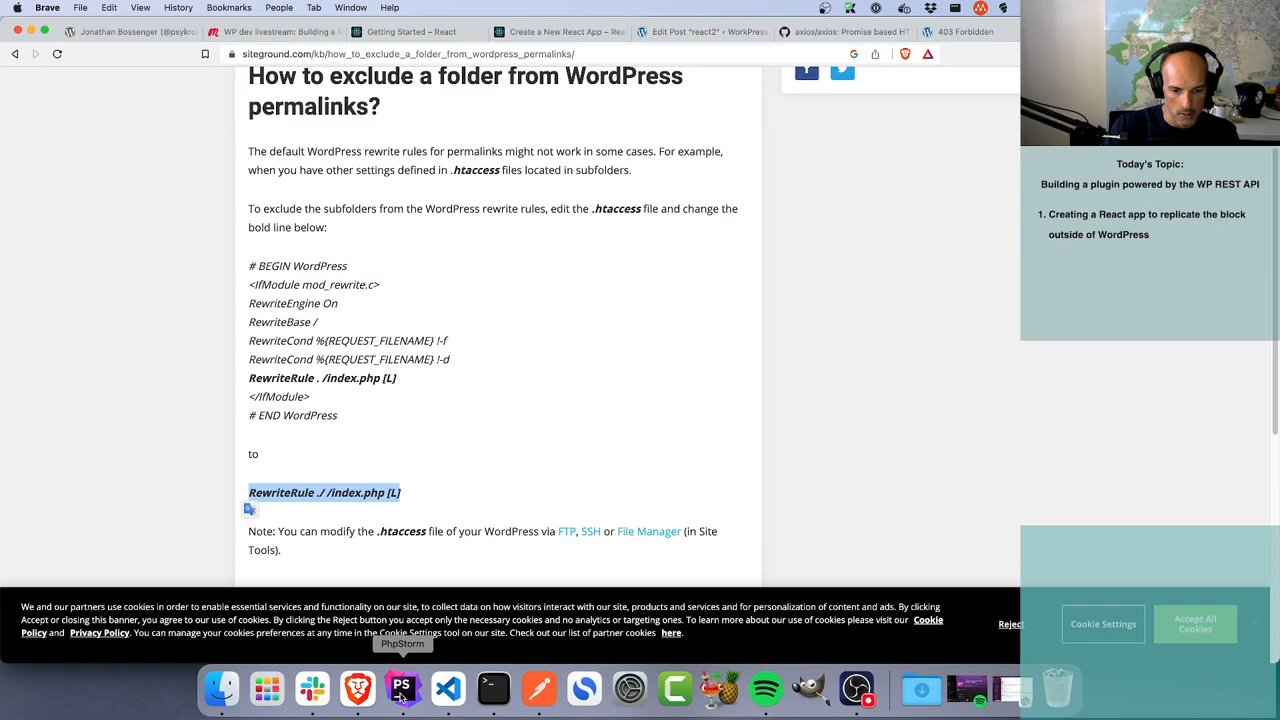 Brave File Edit View History Bookmarks People Tab Window Help
Jonathan Bossenger (@psykro
WP dev livestream: Building a
Getting Started – React
Create a New React App – Rea
Edit Post "react2" ‹ WordPress
axios/axios: Promise based HT
403 Forbidden
siteground.com/kb/how_to_exclude_a_folder_from_wordpress_permalinks/
How to exclude a folder from WordPress
permalinks?
The default WordPress rewrite rules for permalinks might not work in some cases. For example,
when you have other settings defined in .htaccess files located in subfolders.
To exclude the subfolders from the WordPress rewrite rules, edit the .htaccess file and change the
bold line below:
# BEGIN WordPress
<IfModule mod_rewrite.c>
RewriteEngine On
RewriteBase /
RewriteCond %{REQUEST_FILENAME} !-f
RewriteCond %{REQUEST_FILENAME} !-d
RewriteRule . /index.php [L]
</IfModule>
# END WordPress
to
RewriteRule ./ /index.php [L]
Note: You can modify the .htaccess file of your WordPress via FTP, SSH or File Manager (in Site
Tools).
Today's Topic:
Building a plugin powered by the WP REST API
1. Creating a React app to replicate the block
outside of WordPress
We and our partners use cookies in order to enable essential services and functionality on our site, to collect data on how visitors interact with our site, products and services and for personalization of content and ads. By clicking
Accept or closing this banner, you agree to our use of cookies. By clicking the Reject button you accept only the necessary cookies and no analytics or targeting ones. To learn more about our use of cookies please visit our Cookie
Policy and Privacy Policy. You can manage your cookies preferences at any time in the Cookie Settings tool on our site. Check out our list of partner cookies here.
Reject
Cookie Settings
Accept All
Cookies
PhpStorm
PS